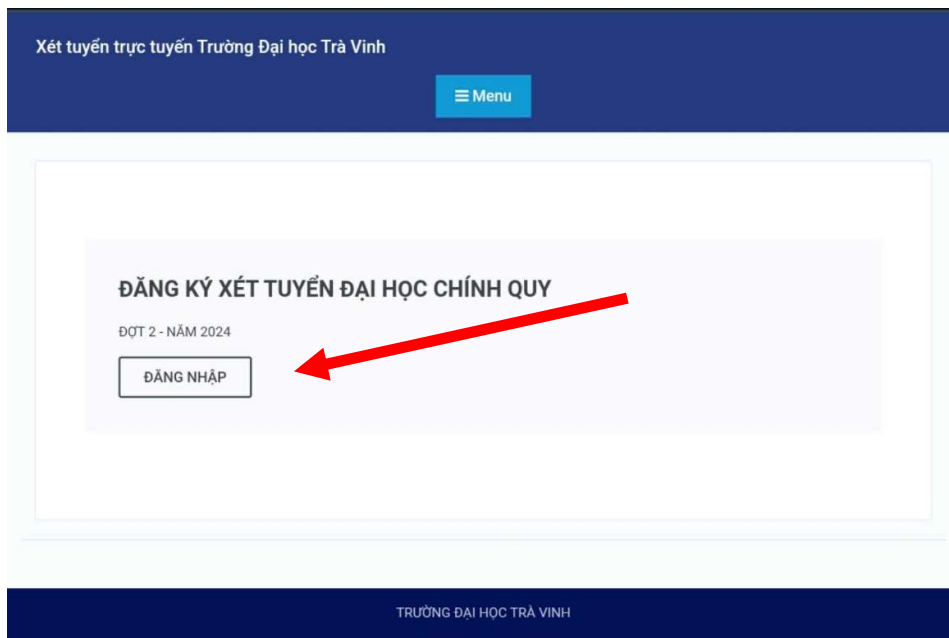 Xét tuyển trực tuyến Trường Đại học Trà Vinh
Menu
ĐĂNG KÝ XÉT TUYỂN ĐẠI HỌC CHÍNH QUY
ĐỢT 2 - NĂM 2024
ĐĂNG NHẬP
TRƯỜNG ĐẠI HỌC TRÀ VINH